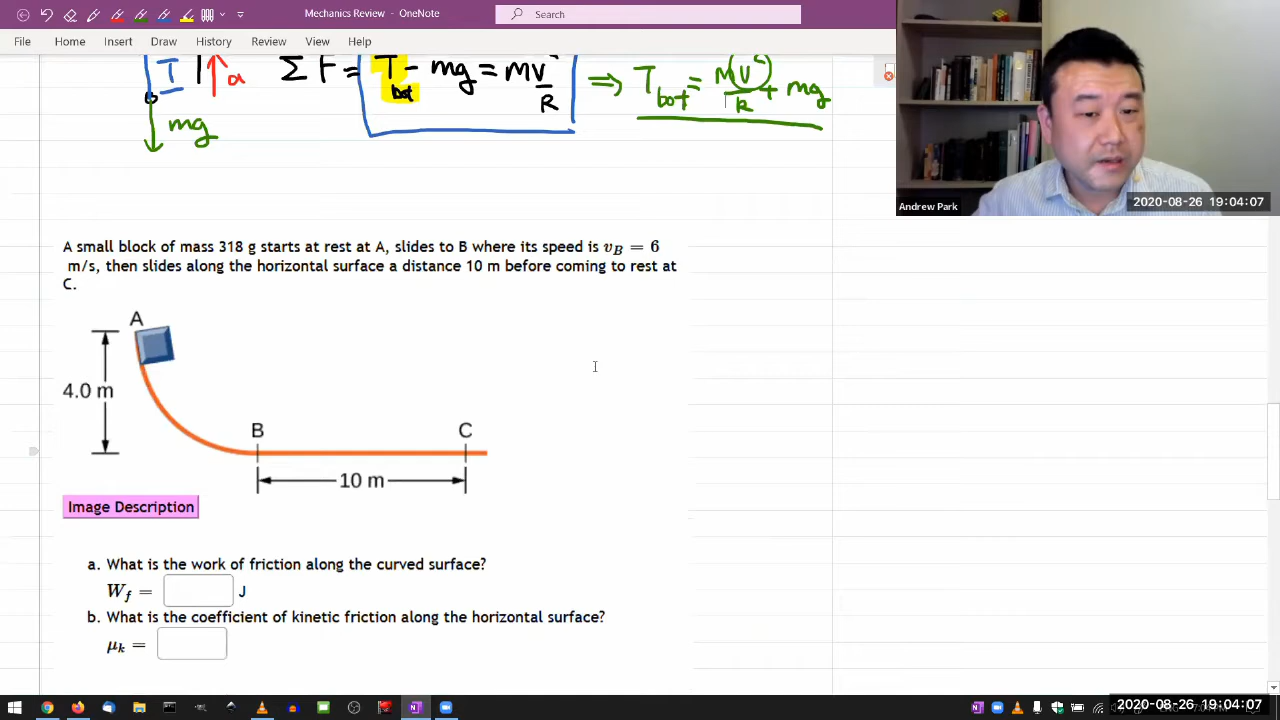 Mechanics Review - OneNote
Search
File Home Insert Draw History Review View Help
T a Σ F = T bot - mg = mv² R ⇒ T bot = mv² R + mg
mg
Andrew Park
2020-08-26 19:04:07
A small block of mass 318 g starts at rest at A, slides to B where its speed is v_B = 6
m/s, then slides along the horizontal surface a distance 10 m before coming to rest at
C.
A
4.0 m
B C
10 m
Image Description
a. What is the work of friction along the curved surface?
W_f = J
b. What is the coefficient of kinetic friction along the horizontal surface?
μ_k =
2020-08-26 19:04:07